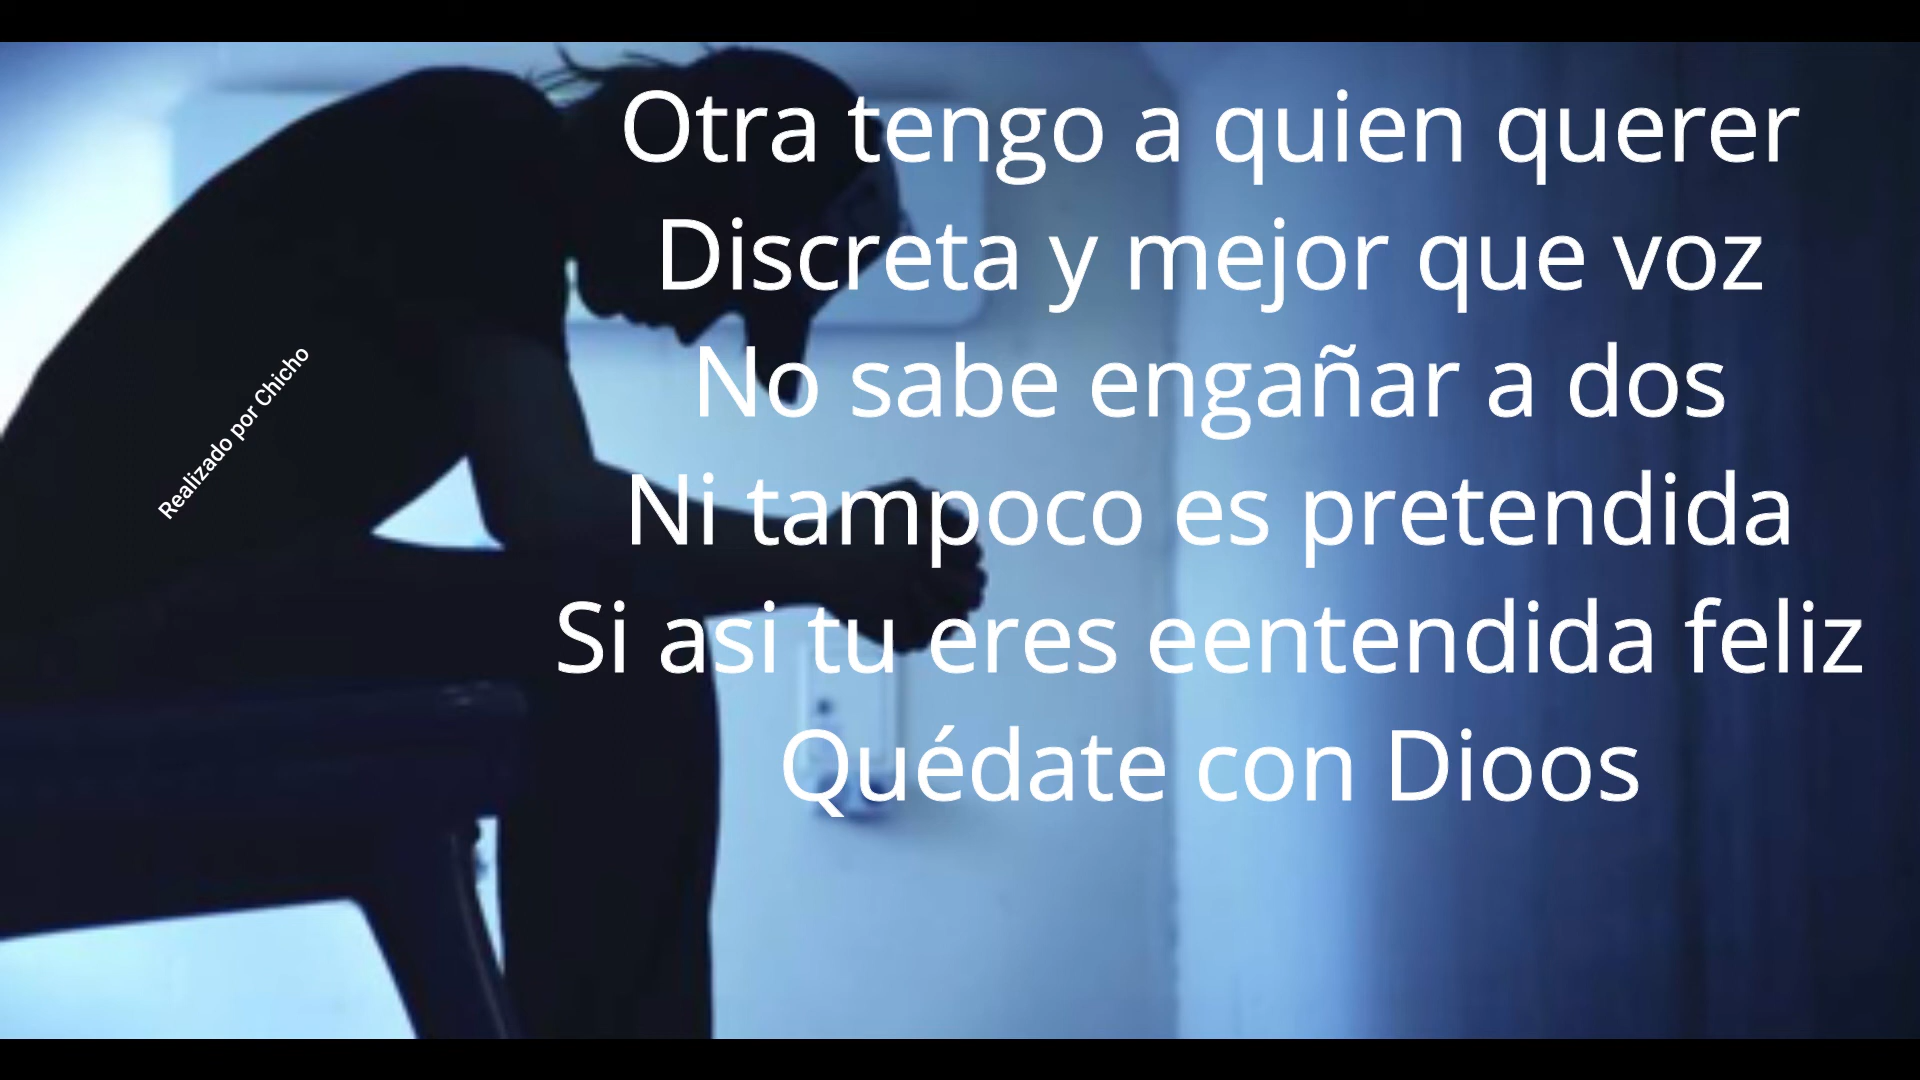 Otra tengo a quien querer
Discreta y mejor que voz
No sabe engañar a dos
Ni tampoco es pretendida
Si asi tu eres eentendida feliz
Quédate con Dioos
Realizado por Chicho